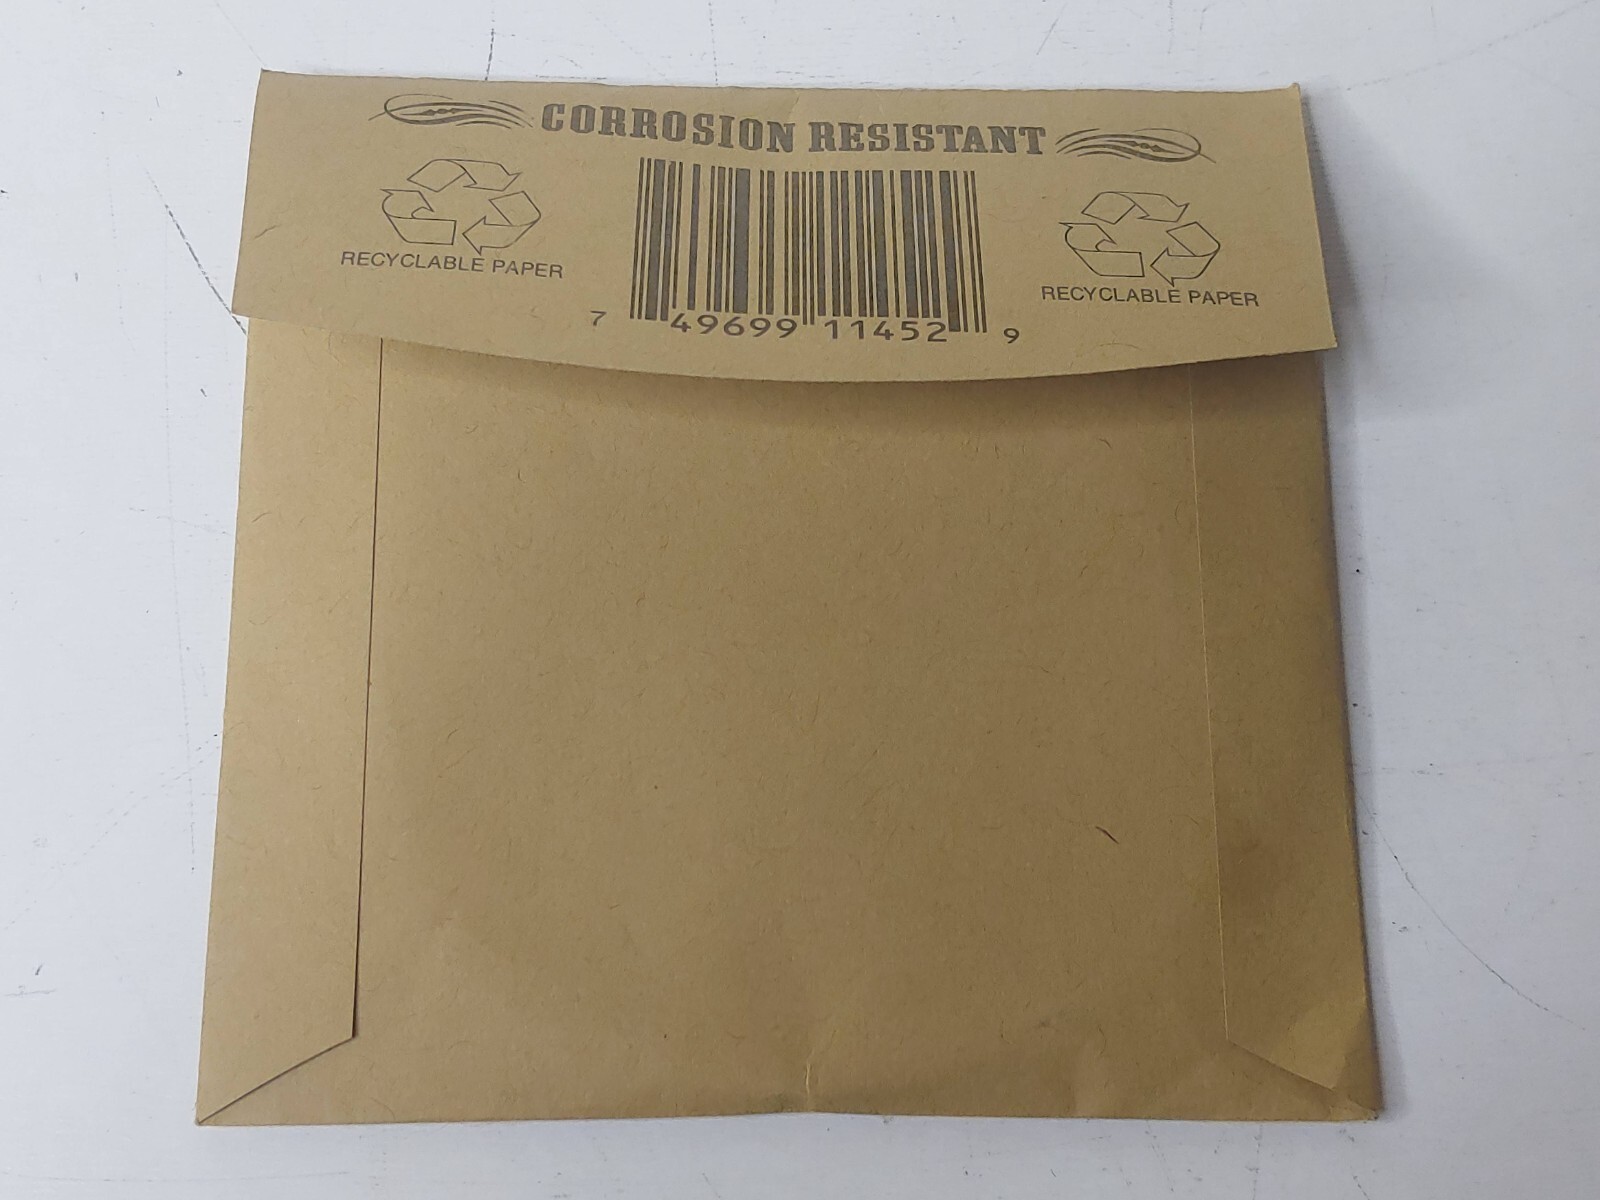 CORROSION RESISTANT
RECYCLABLE PAPER
7 49699 11452 9
RECYCLABLE PAPER